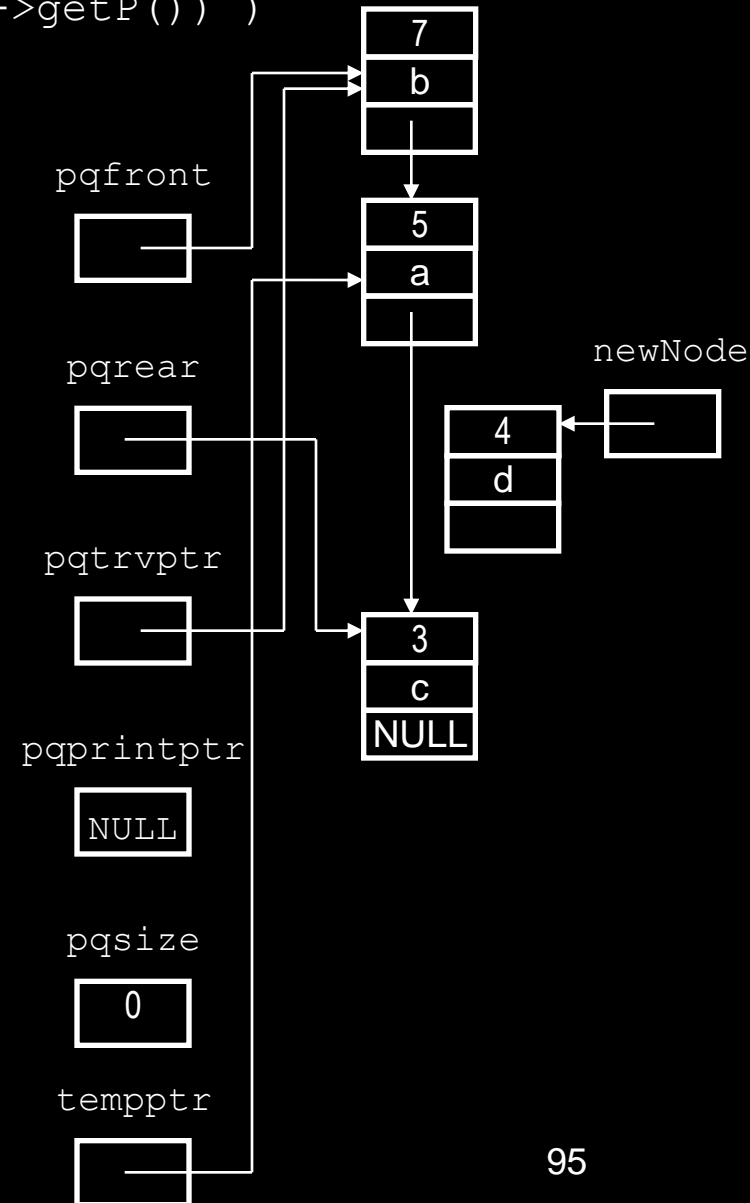 ->getP()) )
7
b
pqfront
5
a
newNode
pqrear
4
d
pqtrvptr
3
c
NULL
pqprintptr
NULL
pqsize
0
tempptr
95